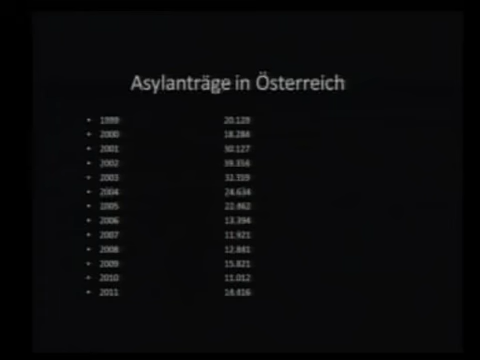 Asylanträge in Österreich
• 1999 20.129
• 2000 18.284
• 2001 30.127
• 2002 39.354
• 2003 32.359
• 2004 24.634
• 2005 22.462
• 2006 13.394
• 2007 11.921
• 2008 12.841
• 2009 15.821
• 2010 11.012
• 2011 14.416